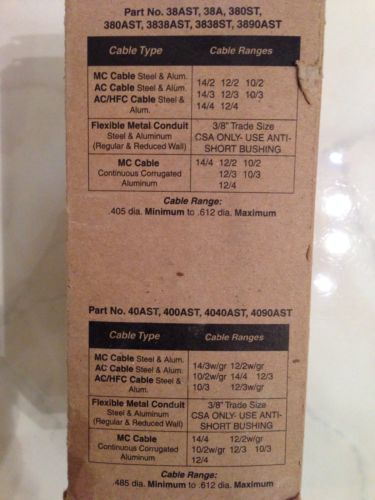 Part No. 38AST, 38A, 380ST,
380AST, 3838AST, 3838ST, 3890AST
Cable Type Cable Ranges
MC Cable Steel & Alum. 14/2 12/2 10/2
AC Cable Steel & Alum. 14/3 12/3 10/3
AC/HFC Cable Steel & 14/4 12/4
Alum.
Flexible Metal Conduit 3/8" Trade Size
Steel & Aluminum CSA ONLY- USE ANTI-
(Regular & Reduced Wall) SHORT BUSHING
MC Cable 14/4 12/2 10/2
Continuous Corrugated 12/3 10/3
Aluminum 12/4
Cable Range:
.405 dia. Minimum to .612 dia. Maximum
Part No. 40AST, 400AST, 4040AST, 4090AST
Cable Type Cable Ranges
MC Cable Steel & Alum. 14/3w/gr 12/2w/gr
AC Cable Steel & Alum. 10/2w/gr 14/4 12/3
AC/HFC Cable Steel & 10/3 12/3w/gr
Alum.
Flexible Metal Conduit 3/8" Trade Size
Steel & Aluminum CSA ONLY- USE ANTI-
(Regular & Reduced Wall) SHORT BUSHING
MC Cable 14/4 12/2w/gr
Continuous Corrugated 10/2w/gr 12/3 10/3
Aluminum 12/4
Cable Range:
.485 dia. Minimum to .612 dia. Maximum